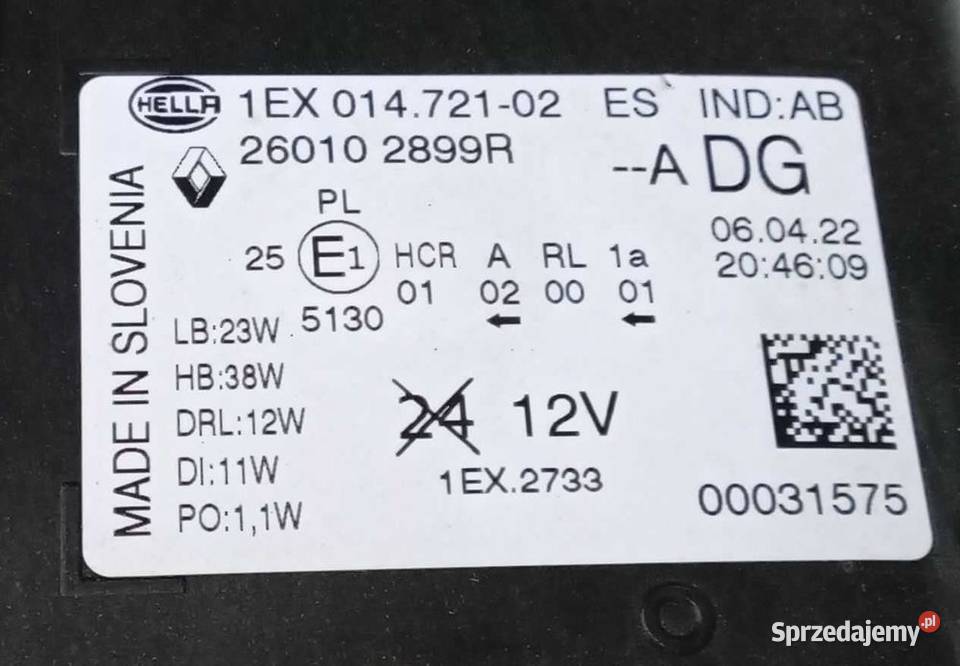 HELLA 1EX 014.721-02 ES IND:AB
26010 2899R --A DG
MADE IN SLOVENIA
PL
25 E1 HCR A RL 1a
01 02 00 01
5130
06.04.22
20:46:09
LB:23W
HB:38W
DRL:12W
DI:11W
PO:1,1W
24 12V
1EX.2733
00031575
Sprzedajemy.pl